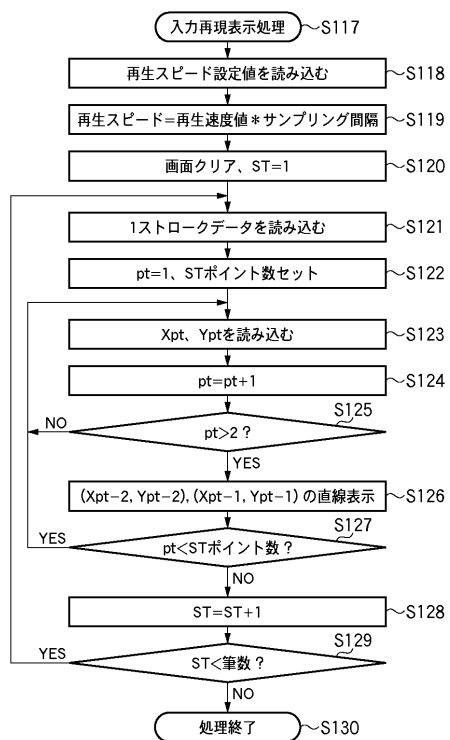 入力再現表示処理 S117
再生スピード設定値を読み込む S118
再生スピード=再生速度値*サンプリング間隔 S119
画面クリア、ST=1 S120
1ストロークデータを読み込む S121
pt=1、STポイント数セット S122
Xpt、Yptを読み込む S123
pt=pt+1 S124
S125
NO
pt>2?
YES
(Xpt-2, Ypt-2), (Xpt-1, Ypt-1) の直線表示 S126
S127
YES
pt<STポイント数?
NO
ST=ST+1 S128
S129
YES
ST<筆数?
NO
処理終了 S130